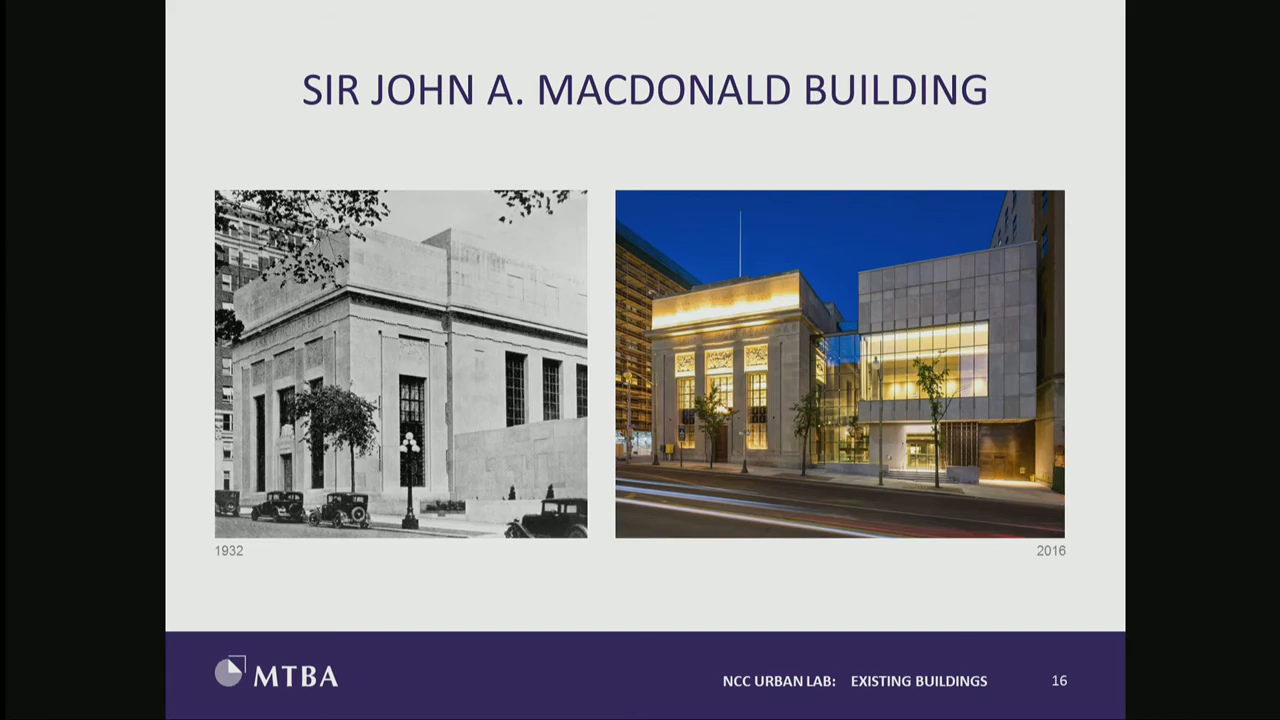 SIR JOHN A. MACDONALD BUILDING
1932
2016
MTBA
NCC URBAN LAB: EXISTING BUILDINGS
16